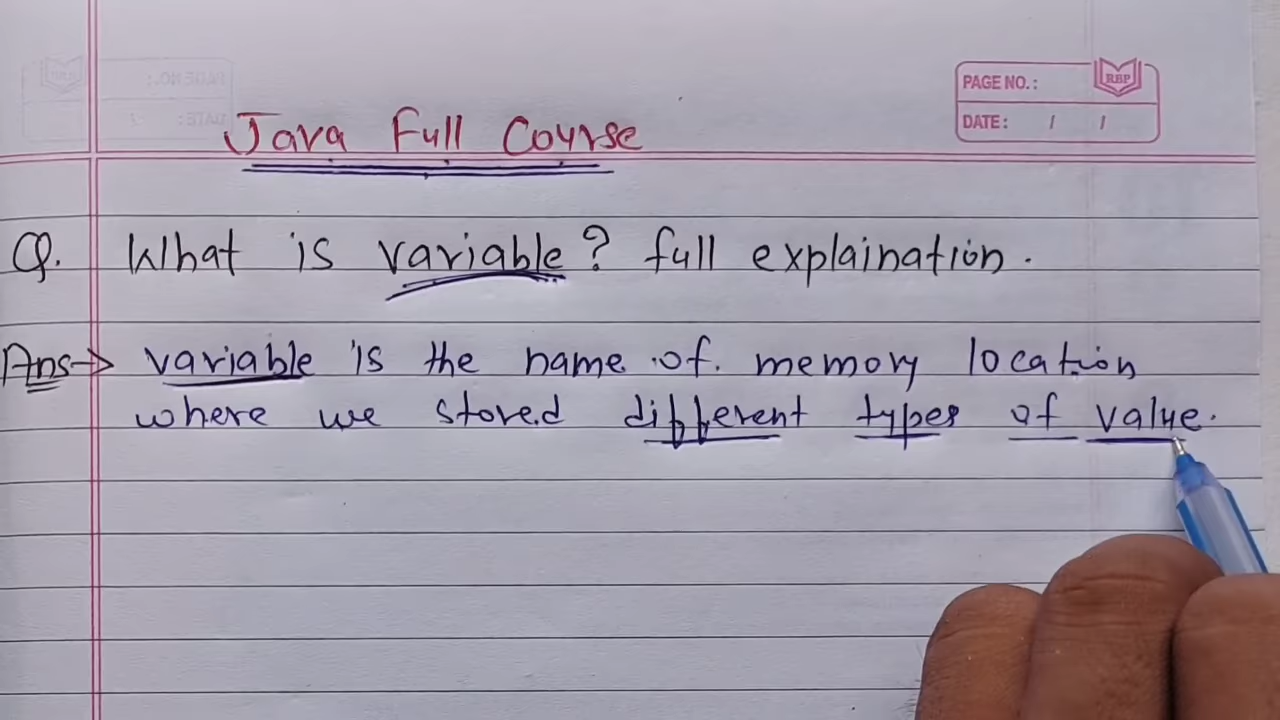 PAGE NO.:
RBP
DATE: / /
Java Full Course
Q. What is variable? full explaination.
Ans→ variable is the name of memory location
where we stored different types of value.